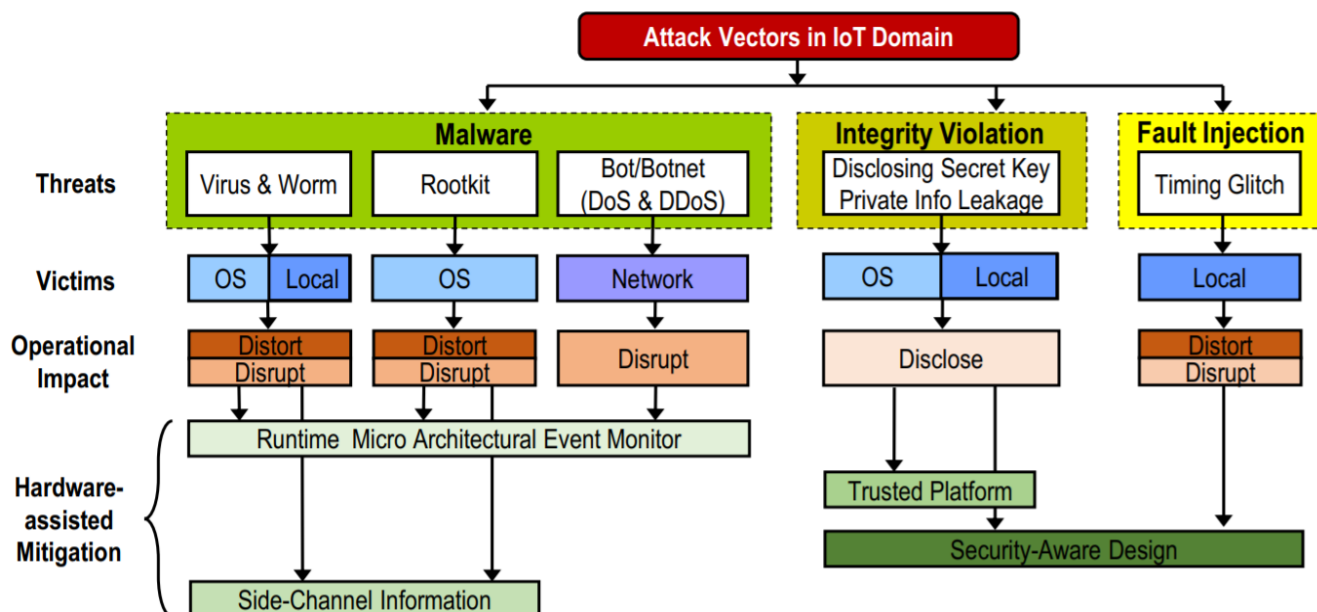 Attack Vectors in IoT Domain
Malware
Integrity Violation
Fault Injection
Threats
Virus & Worm
Rootkit
Bot/Botnet
(DoS & DDoS)
Disclosing Secret Key
Private Info Leakage
Timing Glitch
Victims
OS
Local
OS
Network
OS
Local
Local
Operational
Impact
Distort
Disrupt
Distort
Disrupt
Disrupt
Disclose
Distort
Disrupt
Hardware-
assisted
Mitigation
Runtime Micro Architectural Event Monitor
Trusted Platform
Security-Aware Design
Side-Channel Information